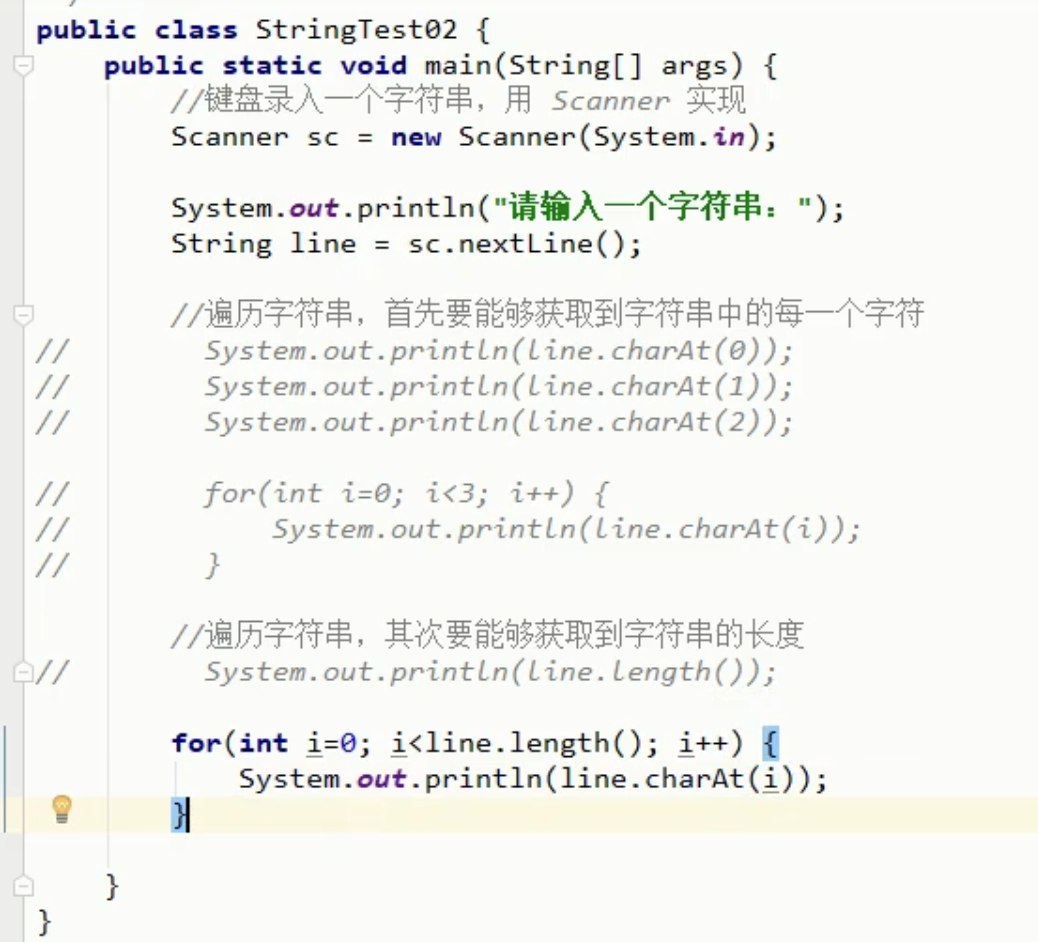 public class StringTest02 {
    public static void main(String[] args) {
        //键盘录入一个字符串，用 Scanner 实现
        Scanner sc = new Scanner(System.in);

        System.out.println("请输入一个字符串：");
        String line = sc.nextLine();

        //遍历字符串，首先要能够获取到字符串中的每一个字符
//        System.out.println(line.charAt(0));
//        System.out.println(line.charAt(1));
//        System.out.println(line.charAt(2));

//        for(int i=0; i<3; i++) {
//            System.out.println(line.charAt(i));
//        }

        //遍历字符串，其次要能够获取到字符串的长度
//        System.out.println(line.length());

        for(int i=0; i<line.length(); i++) {
            System.out.println(line.charAt(i));
        }

    }
}